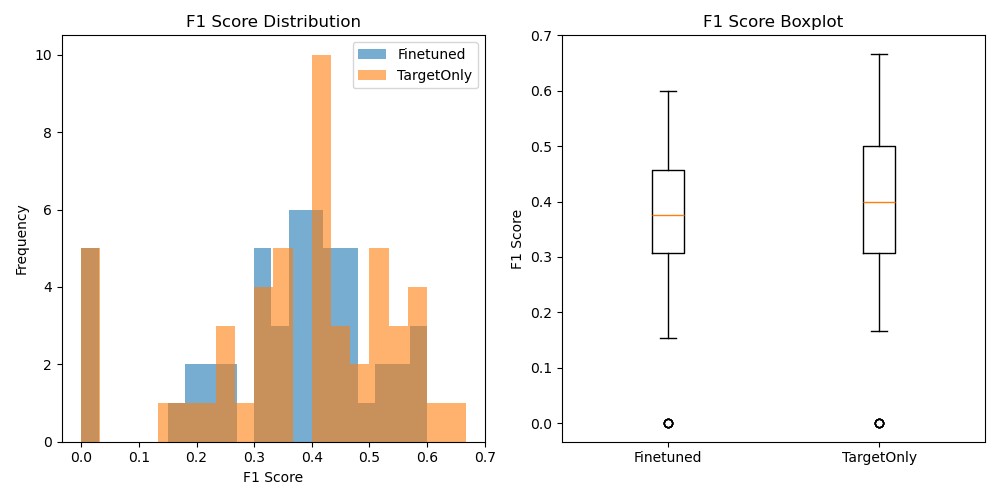 F1 Score Distribution
Finetuned
TargetOnly
Frequency
10
8
6
4
2
0
0.0 0.1 0.2 0.3 0.4 0.5 0.6 0.7
F1 Score
F1 Score Boxplot
F1 Score
0.7
0.6
0.5
0.4
0.3
0.2
0.1
0.0
Finetuned TargetOnly